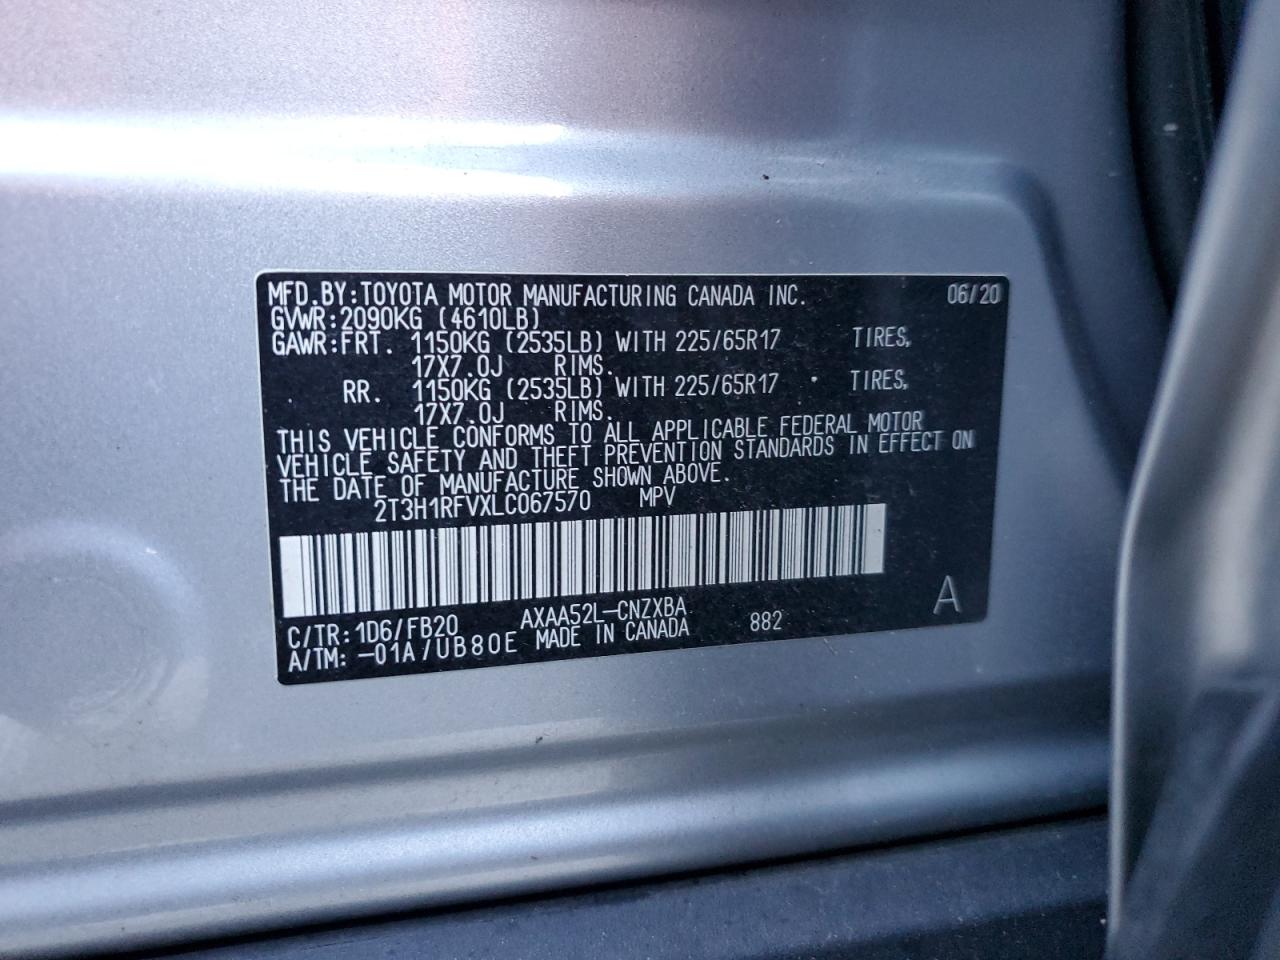 MFD.BY:TOYOTA MOTOR MANUFACTURING CANADA INC. 06/20
GVWR:2090KG (4610LB)
GAWR:FRT. 1150KG (2535LB) WITH 225/65R17 TIRES,
17X7.0J RIMS.
RR. 1150KG (2535LB) WITH 225/65R17 TIRES,
17X7.0J RIMS.
THIS VEHICLE CONFORMS TO ALL APPLICABLE FEDERAL MOTOR
VEHICLE SAFETY AND THEFT PREVENTION STANDARDS IN EFFECT ON
THE DATE OF MANUFACTURE SHOWN ABOVE.
2T3H1RFVXLC067570 MPV
C/TR:1D6/FB20 AXAA52L-CNZXBA 882 A
A/TM:-01A/UB80E MADE IN CANADA